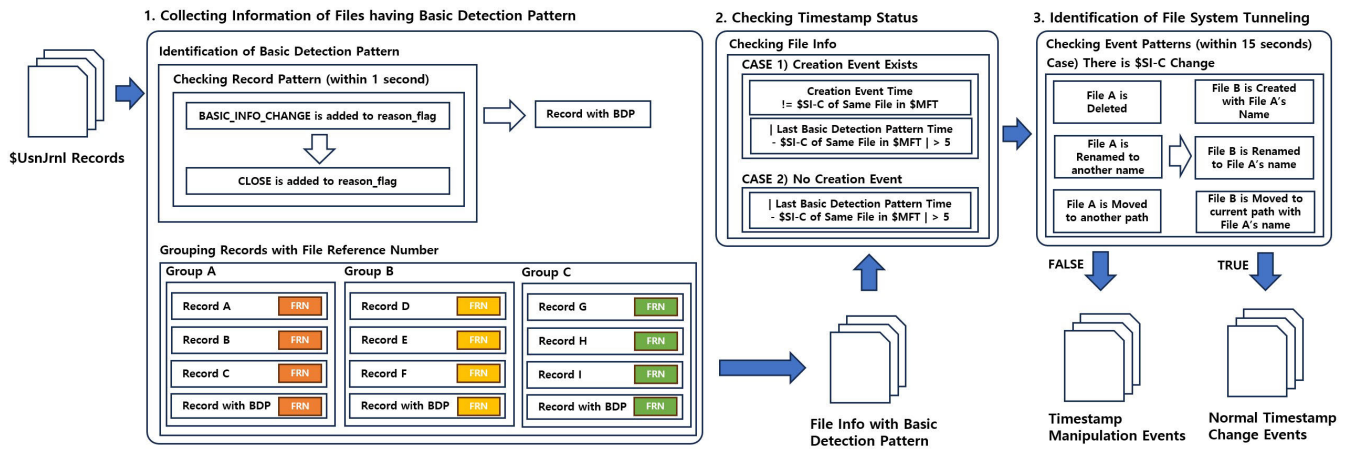 1. Collecting Information of Files having Basic Detection Pattern
$UsnJrnl Records
Identification of Basic Detection Pattern
Checking Record Pattern (within 1 second)
BASIC_INFO_CHANGE is added to reason_flag
CLOSE is added to reason_flag
Record with BDP
Grouping Records with File Reference Number
Group A
Record A FRN
Record B FRN
Record C FRN
Record with BDP FRN
Group B
Record D FRN
Record E FRN
Record F FRN
Record with BDP FRN
Group C
Record G FRN
Record H FRN
Record I FRN
Record with BDP FRN
2. Checking Timestamp Status
Checking File Info
CASE 1) Creation Event Exists
Creation Event Time
!= $SI-C of Same File in $MFT
| Last Basic Detection Pattern Time
- $SI-C of Same File in $MFT | > 5
CASE 2) No Creation Event
| Last Basic Detection Pattern Time
- $SI-C of Same File in $MFT | > 5
File Info with Basic
Detection Pattern
3. Identification of File System Tunneling
Checking Event Patterns (within 15 seconds)
Case) There is $SI-C Change
File A is
Deleted
File A is
Renamed to
another name
File A is Moved
to another path
File B is Created
with File A's
Name
File B is Renamed
to File A's name
File B is Moved to
current path with
File A's name
FALSE
TRUE
Timestamp
Manipulation Events
Normal Timestamp
Change Events